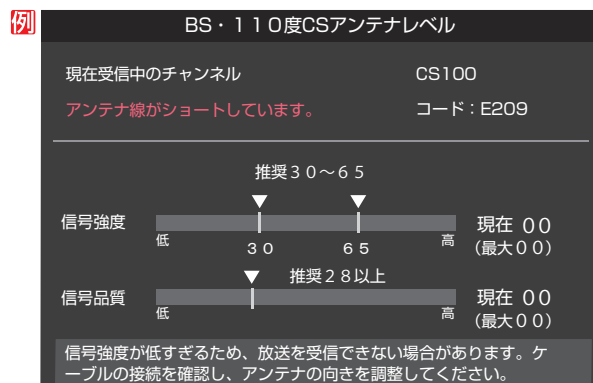 例
BS・110度CSアンテナレベル
現在受信中のチャンネル CS100
アンテナ線がショートしています。 コード：E209
推奨３０～６５
信号強度 低 ３０ ６５ 高 現在 ００
（最大００）
推奨２８以上
信号品質 低 高 現在 ００
（最大００）
信号強度が低すぎるため、放送を受信できない場合があります。ケ
ーブルの接続を確認し、アンテナの向きを調整してください。